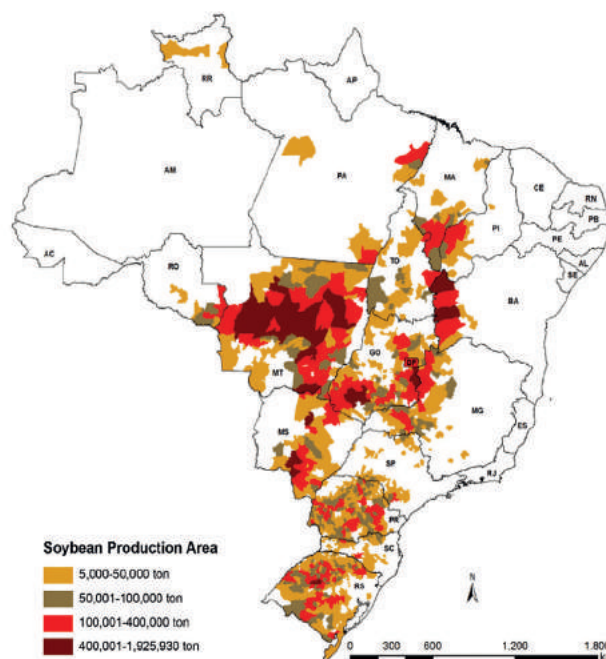 RR
AP
AM
PA
MA
CE
RN
PB
PI
PE
AC
AL
SE
RO
TO
BA
MT
GO
DF
MG
MS
ES
SP
RJ
PR
SC
RS
Soybean Production Area
5,000-50,000 ton
50,001-100,000 ton
100,001-400,000 ton
400,001-1,925,930 ton
N
0 300 600 1.200